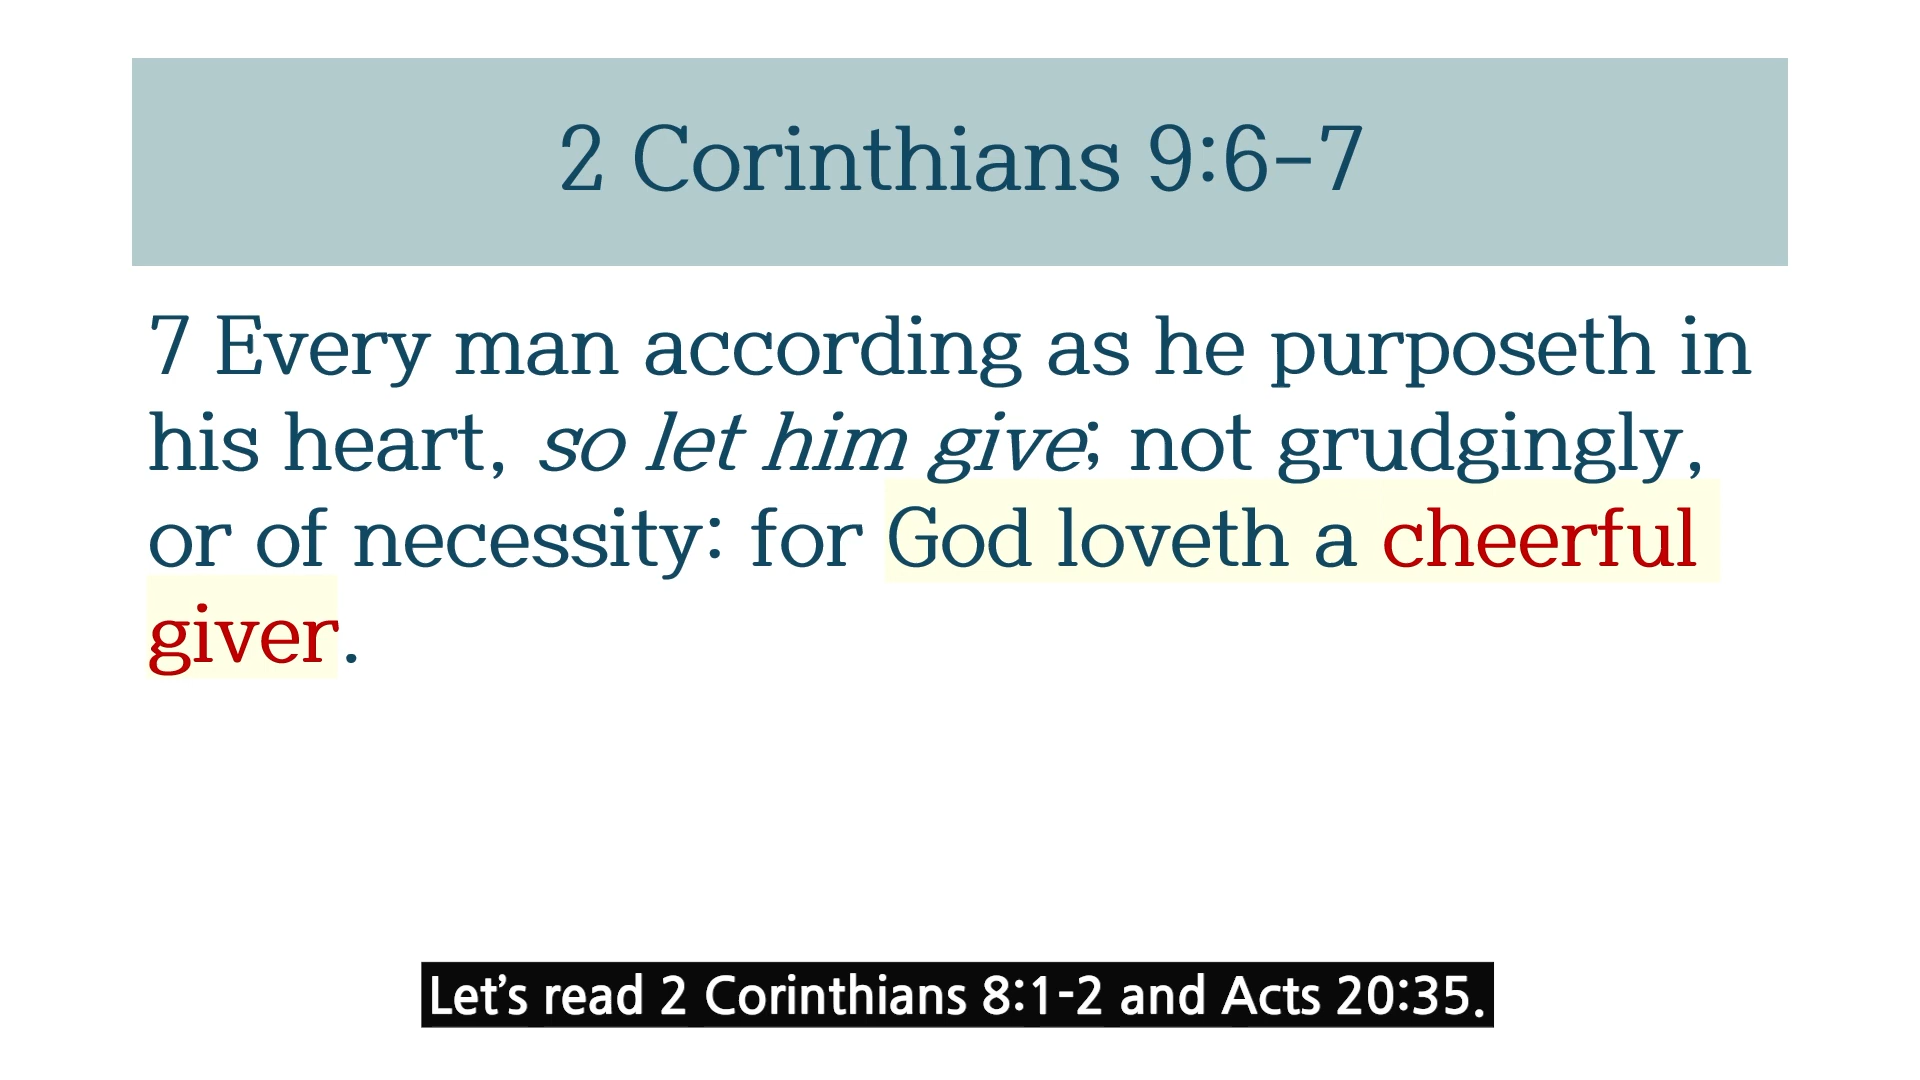 2 Corinthians 9:6-7
7 Every man according as he purposeth in
his heart, so let him give; not grudgingly,
or of necessity: for God loveth a cheerful
giver.
Let’s read 2 Corinthians 8:1-2 and Acts 20:35.